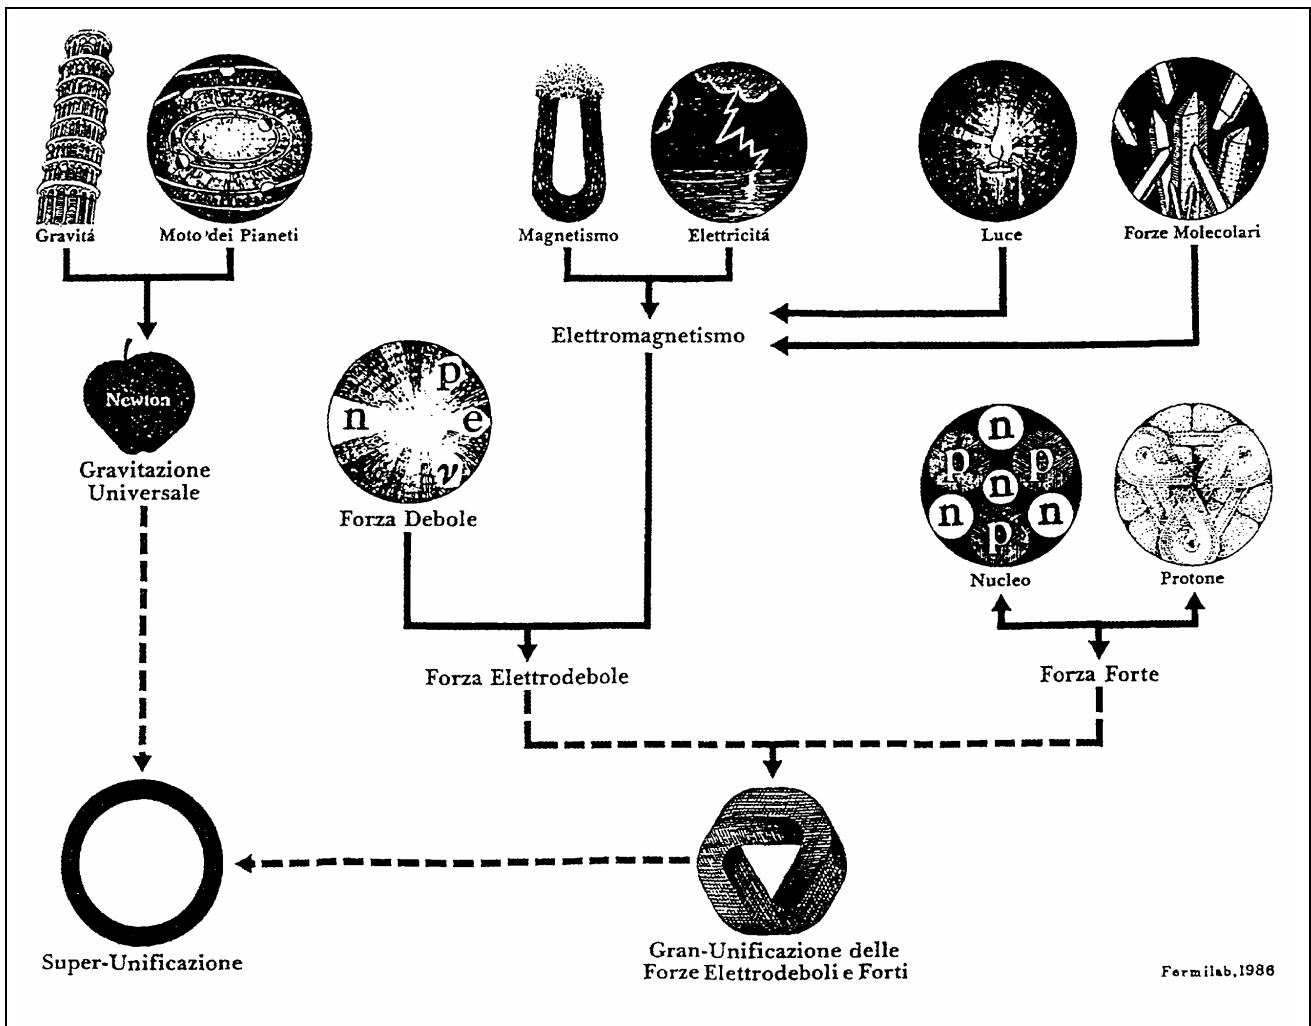 Gravitá
Moto dei Pianeti
Magnetismo
Elettricitá
Luce
Forze Molecolari
Elettromagnetismo
Newton
Gravitazione
Universale
n
p
e
ν
Forza Debole
n
p
p
n
n
n
p
Nucleo
Protone
Forza Elettrodebole
Forza Forte
Super-Unificazione
Gran-Unificazione delle
Forze Elettrodeboli e Forti
Fermilab, 1986